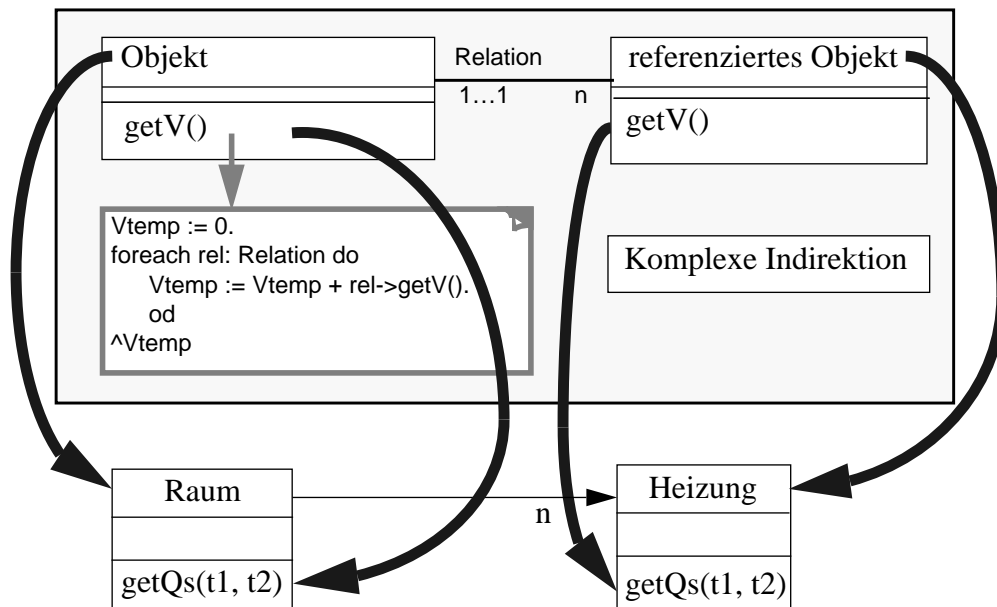 Objekt
Relation
referenziertes Objekt
1...1
n
getV()
getV()
Vtemp := 0.
foreach rel: Relation do
Vtemp := Vtemp + rel->getV().
od
^Vtemp
Komplexe Indirektion
Raum
n
Heizung
getQs(t1, t2)
getQs(t1, t2)